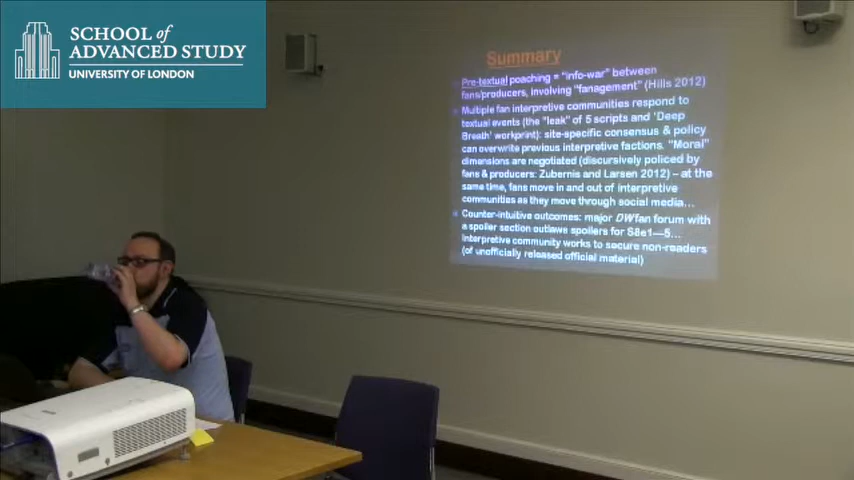 SCHOOL of
ADVANCED STUDY
UNIVERSITY OF LONDON
Summary
Pre-textual poaching = “info-war” between
fans/producers, involving “fanagement” (Hills 2012)
Multiple fan interpretive communities respond to
textual events (the “leak” of 5 scripts and ‘Deep
Breath’ workprint): site-specific consensus & policy
can overwrite previous interpretive factions. “Moral”
dimensions are negotiated (discursively policed by
fans & producers: Zubernis and Larsen 2012) – at the
same time, fans move in and out of interpretive
communities as they move through social media…
Counter-intuitive outcomes: major DWfan forum with
a spoiler section outlaws spoilers for S8e1—5…
Interpretive community works to secure non-readers
(of unofficially released official material)